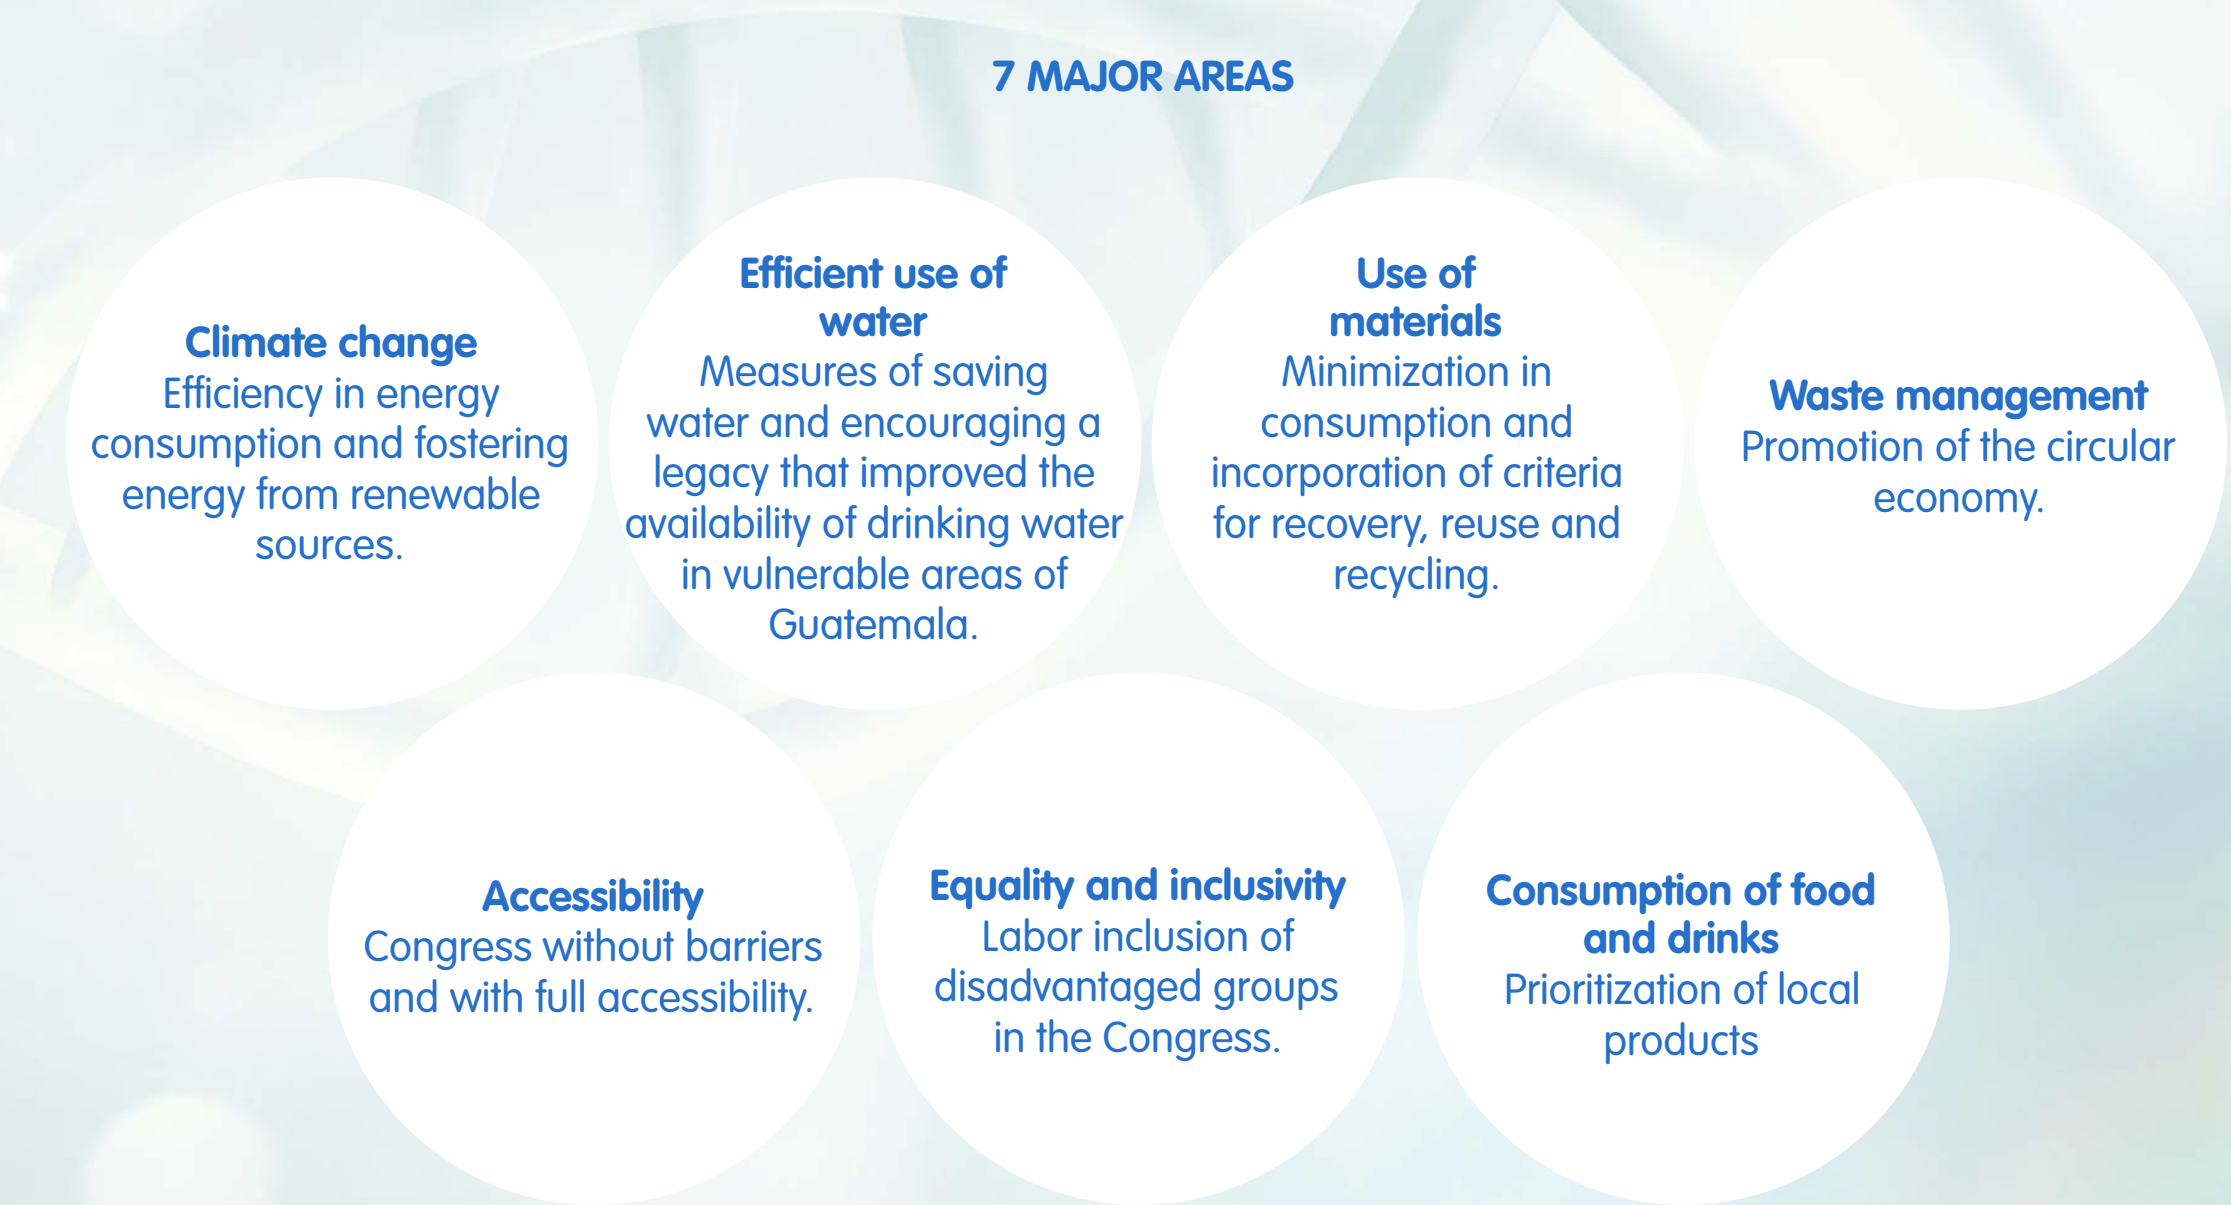 7 MAJOR AREAS
Climate change
Efficiency in energy
consumption and fostering
energy from renewable
sources.
Efficient use of
water
Measures of saving
water and encouraging a
legacy that improved the
availability of drinking water
in vulnerable areas of
Guatemala.
Use of
materials
Minimization in
consumption and
incorporation of criteria
for recovery, reuse and
recycling.
Waste management
Promotion of the circular
economy.
Accessibility
Congress without barriers
and with full accessibility.
Equality and inclusivity
Labor inclusion of
disadvantaged groups
in the Congress.
Consumption of food
and drinks
Prioritization of local
products